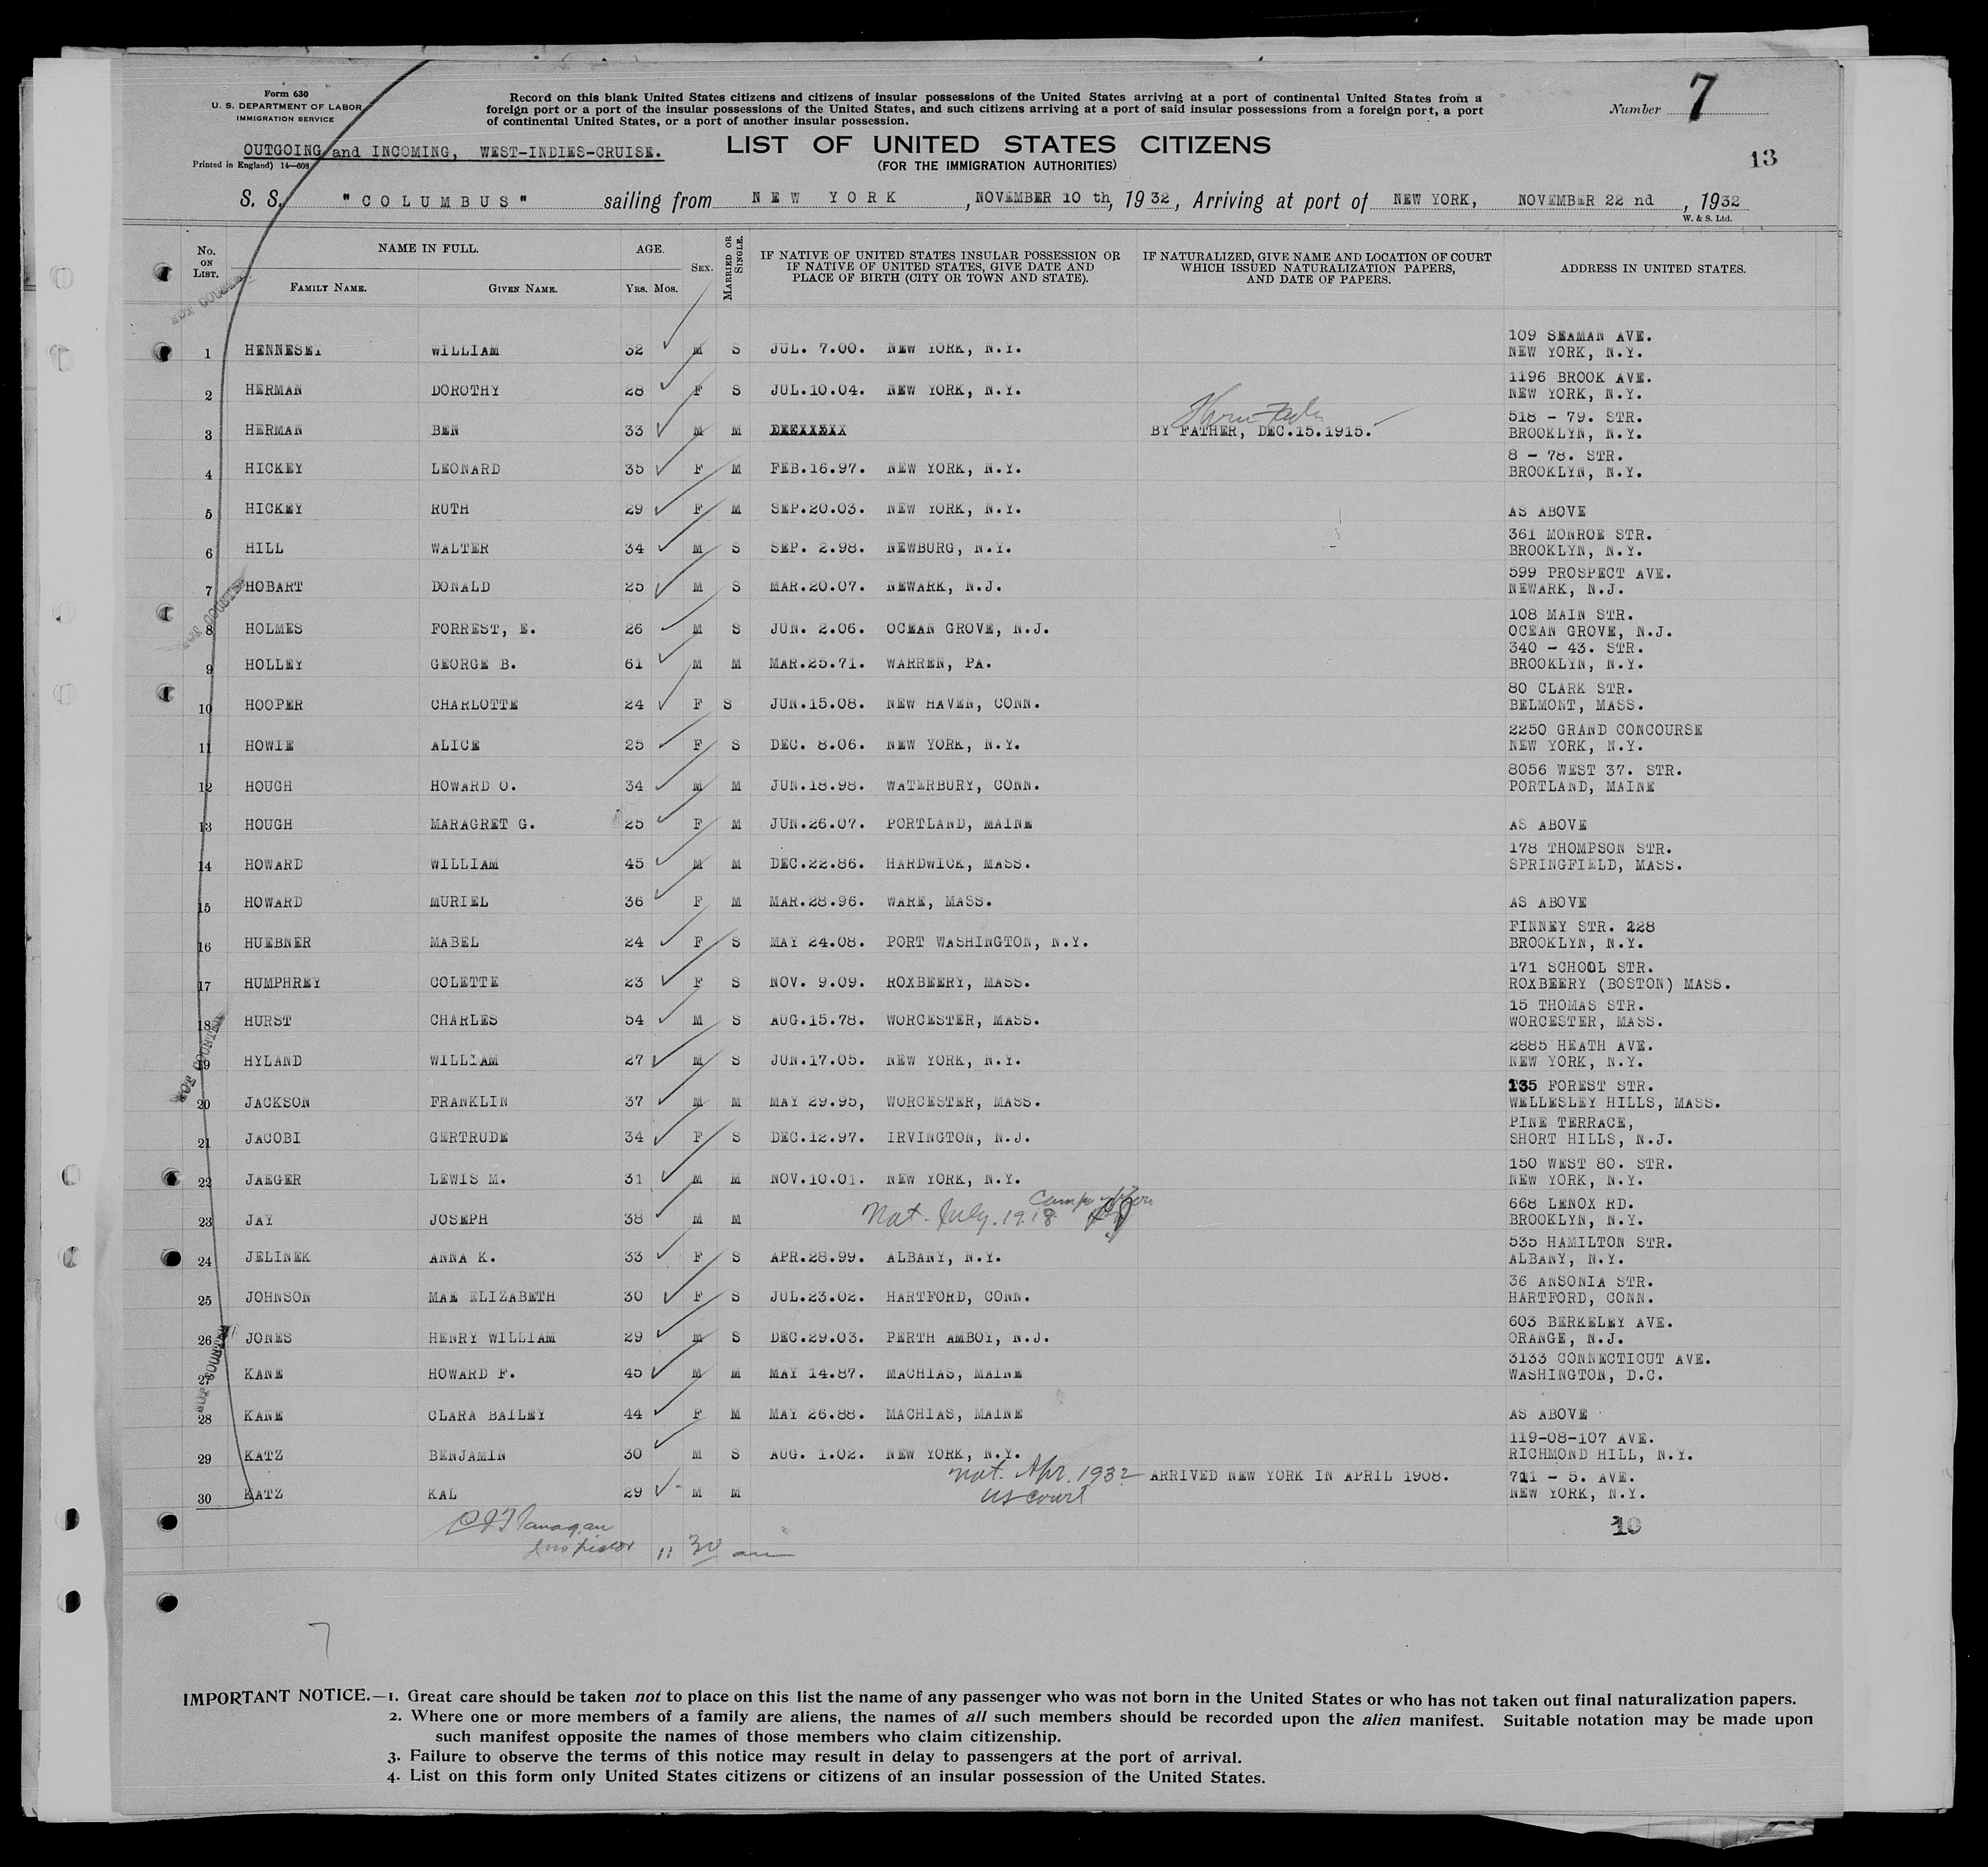 Form 630
U. S. DEPARTMENT OF LABOR
IMMIGRATION SERVICE
Record on this blank United States citizens and citizens of insular possessions of the United States arriving at a port of continental United States from a
foreign port or a port of the insular possessions of the United States, and such citizens arriving at a port of said insular possessions from a foreign port, a port
of continental United States, or a port of another insular possession.
Number 7
OUTGOING and INCOMING, WEST-INDIES-CRUISE.
Printed in England) 14—608
LIST OF UNITED STATES CITIZENS
(FOR THE IMMIGRATION AUTHORITIES)
13
S. S. "COLUMBUS" sailing from NEW YORK, NOVEMBER 10 th, 1932, Arriving at port of NEW YORK, NOVEMBER 22 nd, 1932
W. & S. Ltd.
No. ON LIST. NAME IN FULL. FAMILY NAME. GIVEN NAME. AGE. YRS. MOS. SEX. MARRIED OR SINGLE. IF NATIVE OF UNITED STATES INSULAR POSSESSION OR IF NATIVE OF UNITED STATES, GIVE DATE AND PLACE OF BIRTH (CITY OR TOWN AND STATE). IF NATURALIZED, GIVE NAME AND LOCATION OF COURT WHICH ISSUED NATURALIZATION PAPERS, AND DATE OF PAPERS. ADDRESS IN UNITED STATES.
NOT COUNTED
1 HENNESEY WILLIAM 32 M S JUL. 7.00. NEW YORK, N.Y. 109 SEAMAN AVE. NEW YORK, N.Y.
2 HERMAN DOROTHY 28 F S JUL.10.04. NEW YORK, N.Y. 1196 BROOK AVE. NEW YORK, N.Y.
3 HERMAN BEN 33 M M BY FATHER, DEC.15.1915. 518 - 79. STR. BROOKLYN, N.Y.
4 HICKEY LEONARD 35 F M FEB.16.97. NEW YORK, N.Y. 8 - 78. STR. BROOKLYN, N.Y.
5 HICKEY RUTH 29 F M SEP.20.03. NEW YORK, N.Y. AS ABOVE
6 HILL WALTER 34 M S SEP. 2.98. NEWBURG, N.Y. 361 MONROE STR. BROOKLYN, N.Y.
7 HOBART DONALD 25 M S MAR.20.07. NEWARK, N.J. 599 PROSPECT AVE. NEWARK, N.J.
NOT COUNTED
8 HOLMES FORREST, E. 26 M S JUN. 2.06. OCEAN GROVE, N.J. 108 MAIN STR. OCEAN GROVE, N.J.
9 HOLLEY GEORGE B. 61 M M MAR.25.71. WARREN, PA. 340 - 43. STR. BROOKLYN, N.Y.
10 HOOPER CHARLOTTE 24 F S JUN.15.08. NEW HAVEN, CONN. 80 CLARK STR. BELMONT, MASS.
11 HOWIE ALICE 25 F S DEC. 8.06. NEW YORK, N.Y. 2250 GRAND CONCOURSE NEW YORK, N.Y.
12 HOUGH HOWARD O. 34 M M JUN.18.98. WATERBURY, CONN. 8056 WEST 37. STR. PORTLAND, MAINE
13 HOUGH MARAGRET G. 25 F M JUN.26.07. PORTLAND, MAINE AS ABOVE
14 HOWARD WILLIAM 45 M M DEC.22.86. HARDWICK, MASS. 178 THOMPSON STR. SPRINGFIELD, MASS.
15 HOWARD MURIEL 36 F M MAR.28.96. WARE, MASS. AS ABOVE
16 HUEBNER MABEL 24 F S MAY 24.08. PORT WASHINGTON, N.Y. FINNEY STR. 228 BROOKLYN, N.Y.
17 HUMPHREY COLETTE 23 F S NOV. 9.09. ROXBEERY, MASS. 171 SCHOOL STR. ROXBEERY (BOSTON) MASS.
18 HURST CHARLES 54 M S AUG.15.78. WORCESTER, MASS. 15 THOMAS STR. WORCESTER, MASS.
NOT COUNTED
19 HYLAND WILLIAM 27 M S JUN.17.05. NEW YORK, N.Y. 2885 HEATH AVE. NEW YORK, N.Y.
20 JACKSON FRANKLIN 37 M M MAY 29.95, WORCESTER, MASS. 135 FOREST STR. WELLESLEY HILLS, MASS.
21 JACOBI GERTRUDE 34 F S DEC.12.97. IRVINGTON, N.J. PINE TERRACE, SHORT HILLS, N.J.
22 JAEGER LEWIS M. 31 M M NOV.10.01. NEW YORK, N.Y. 150 WEST 80. STR. NEW YORK, N.Y.
23 JAY JOSEPH 38 M M Nat. July. 1918 668 LENOX RD. BROOKLYN, N.Y.
24 JELINEK ANNA K. 33 F S APR.28.99. ALBANY, N.Y. 535 HAMILTON STR. ALBANY, N.Y.
25 JOHNSON MAE ELIZABETH 30 F S JUL.23.02. HARTFORD, CONN. 36 ANSONIA STR. HARTFORD, CONN.
26 JONES HENRY WILLIAM 29 M S DEC.29.03. PERTH AMBOY, N.J. 603 BERKELEY AVE. ORANGE, N.J.
NOT COUNTED
27 KANE HOWARD F. 45 M M MAY 14.87. MACHIAS, MAINE 3133 CONNECTICUT AVE. WASHINGTON, D.C.
28 KANE CLARA BAILEY 44 F M MAY 26.88. MACHIAS, MAINE AS ABOVE
29 KATZ BENJAMIN 30 M S AUG. 1.02. NEW YORK, N.Y. 119-08-107 AVE. RICHMOND HILL, N.Y.
30 KATZ KAL 29 M M Nat. Apr. 1932 US Court ARRIVED NEW YORK IN APRIL 1908. 711 - 5. AVE. NEW YORK, N.Y.
Flanagan
Inspector 11 30 am
7
IMPORTANT NOTICE.—1. Great care should be taken not to place on this list the name of any passenger who was not born in the United States or who has not taken out final naturalization papers.
2. Where one or more members of a family are aliens, the names of all such members should be recorded upon the alien manifest. Suitable notation may be made upon
such manifest opposite the names of those members who claim citizenship.
3. Failure to observe the terms of this notice may result in delay to passengers at the port of arrival.
4. List on this form only United States citizens or citizens of an insular possession of the United States.